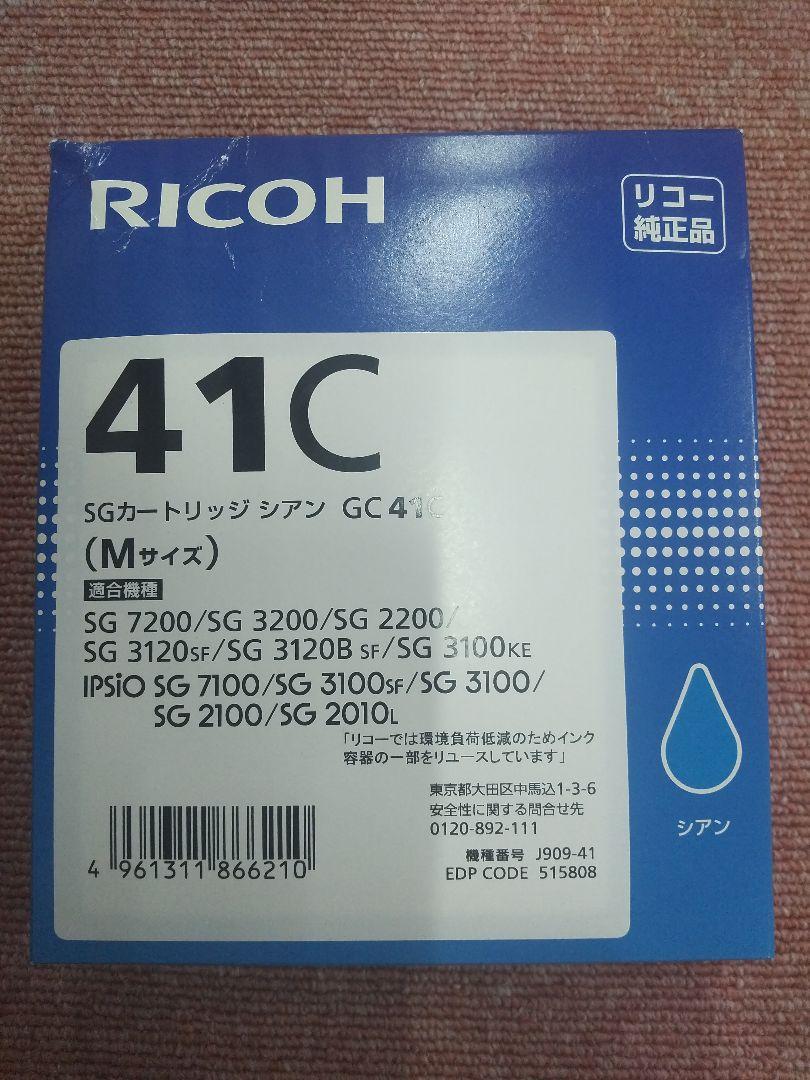 RICOH
リコー
純正品
41C
SGカートリッジ シアン GC 41C
(Mサイズ)
適合機種
SG 7200/SG 3200/SG 2200/
SG 3120SF/SG 3120B SF/SG 3100KE
IPSiO SG 7100/SG 3100SF/SG 3100/
SG 2100/SG 2010L
「リコーでは環境負荷低減のためインク
容器の一部をリユースしています」
東京都大田区中馬込1-3-6
安全性に関する問合せ先
0120-892-111
機種番号 J909-41
EDP CODE 515808
4 961311 866210
シアン